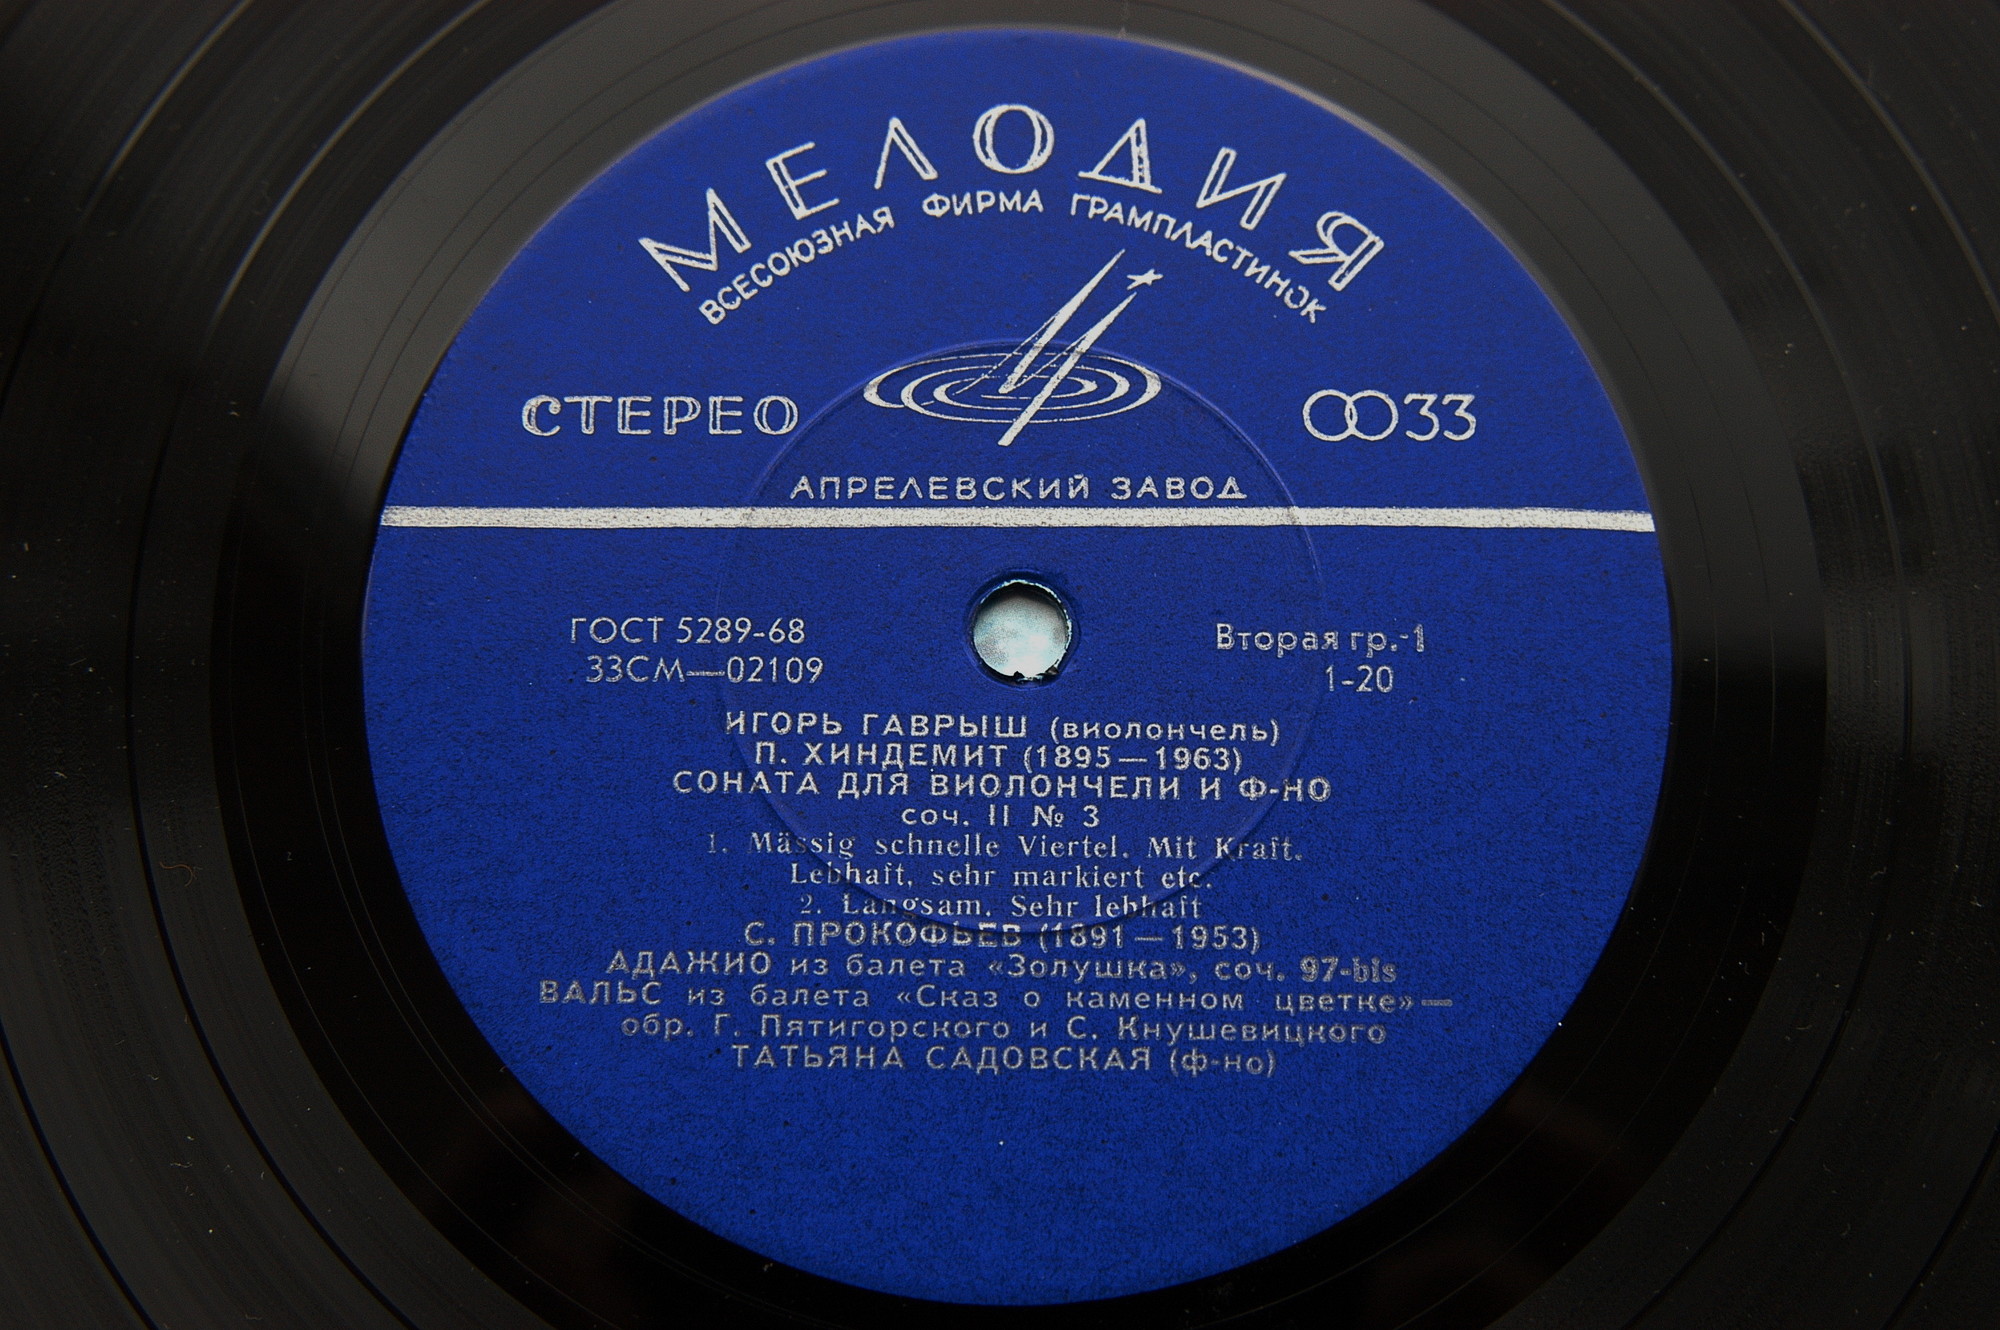 МЕЛОДИЯ
ВСЕСОЮЗНАЯ ФИРМА ГРАМПЛАСТИНОК
СТЕРЕО
33
АПРЕЛЕВСКИЙ ЗАВОД
ГОСТ 5289-68
Вторая гр.-1
33СМ—02109
1-20
ИГОРЬ ГАВРЫШ (виолончель)
П. ХИНДЕМИТ (1895—1963)
СОНАТА ДЛЯ ВИОЛОНЧЕЛИ И Ф-НО
соч. II № 3
1. Mässig schnelle Viertel. Mit Kraft.
Lebhaft, sehr markiert etc.
2. Langsam. Sehr lebhaft
С. ПРОКОФЬЕВ (1891—1953)
АДАЖИО из балета «Золушка», соч. 97-bis
ВАЛЬС из балета «Сказ о каменном цветке»—
обр. Г. Пятигорского и С. Кнушевицкого
ТАТЬЯНА САДОВСКАЯ (ф-но)